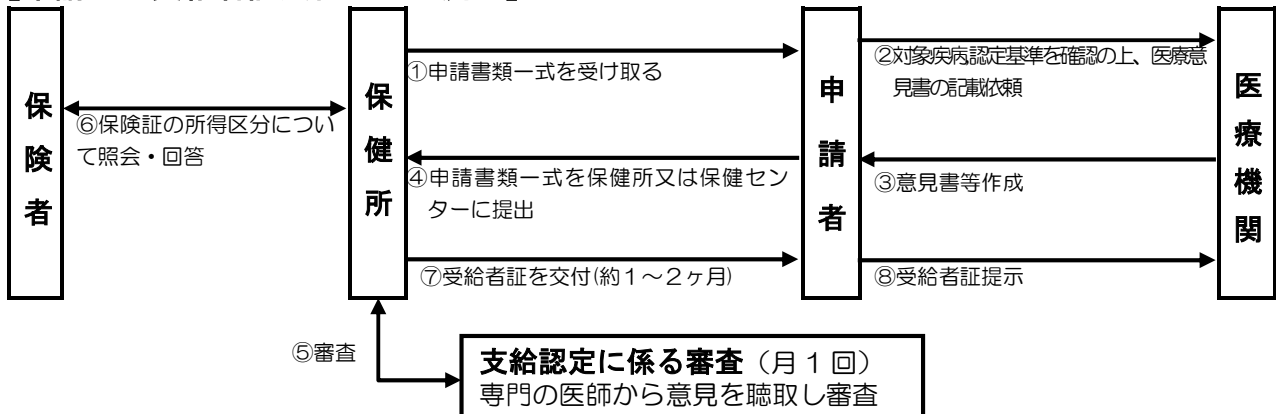 保険者
保健所
申請者
医療機関
①申請書類一式を受け取る
②対象疾病認定基準を確認の上、医療意
見書の記載依頼
③意見書等作成
④申請書類一式を保健所又は保健セン
ターに提出
⑥保険証の所得区分につい
て照会・回答
⑦受給者証を交付(約1~2ヶ月)
⑧受給者証提示
⑤審査
支給認定に係る審査(月1回)
専門の医師から意見を聴取し審査